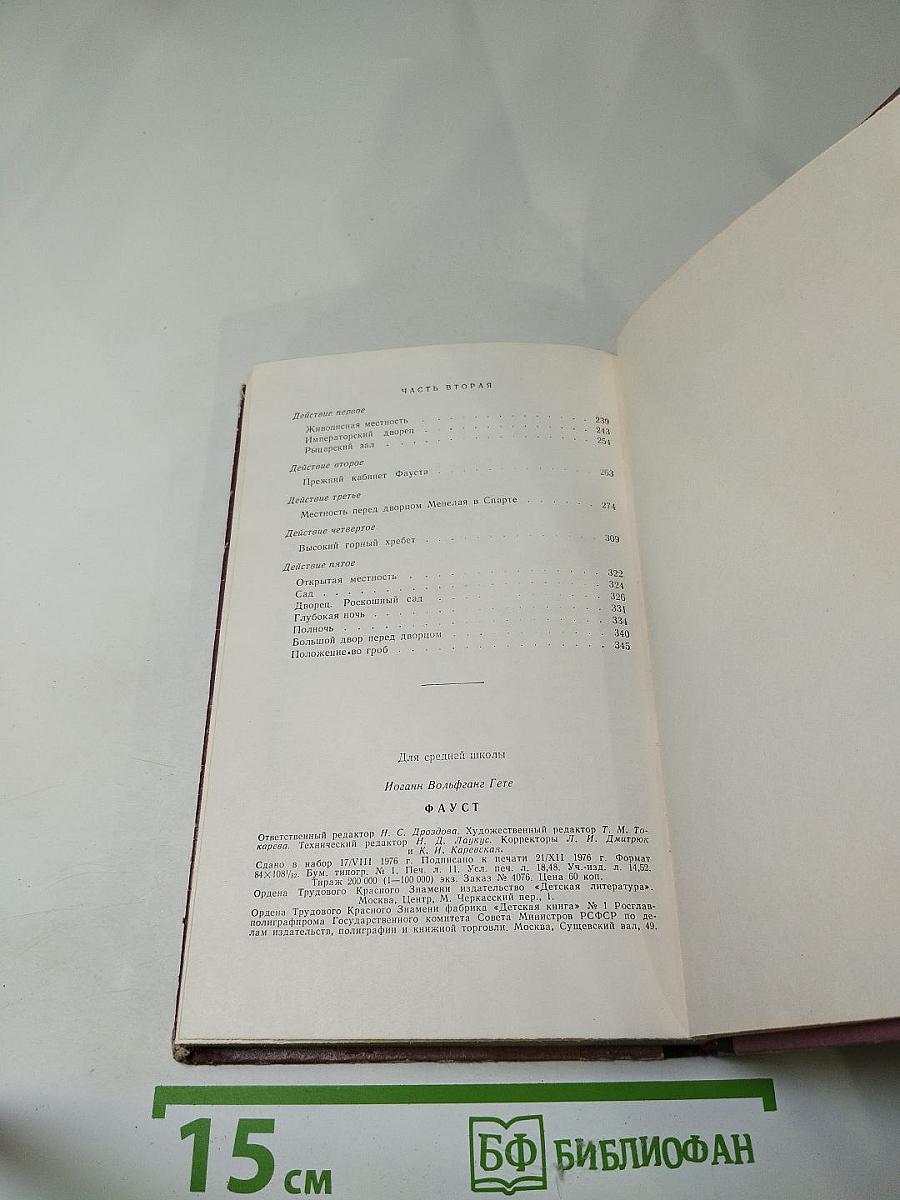 ЧАСТЬ ВТОРАЯ
Действие первое
Живописная местность . . . . . . . . . . 239
Императорский дворец . . . . . . . . . . 243
Рыцарский зал . . . . . . . . . . 254
Действие второе
Прежний кабинет Фауста . . . . . . . . . . 263
Действие третье
Местность перед дворцом Менелая в Спарте . . . . . . 274
Действие четвертое
Высокий горный хребет . . . . . . . . . . 309
Действие пятое
Открытая местность . . . . . . . . . . 322
Сад . . . . . . . . . . 324
Дворец. Роскошный сад . . . . . . . . . . 326
Глубокая ночь . . . . . . . . . . 331
Полночь . . . . . . . . . . 334
Большой двор перед дворцом . . . . . . . . . . 340
Положение во гроб . . . . . . . . . . 345
Для средней школы
Иоганн Вольфганг Гете
ФАУСТ
Ответственный редактор Н. С. Дроздова. Художественный редактор Т. М. То-
карева. Технический редактор Н. Д. Лаукус. Корректоры Л. И. Дмитрюк
и К. И. Каревская.
Сдано в набор 17/VIII 1976 г. Подписано к печати 21/XII 1976 г. Формат
84×108¹/₃₂. Бум. типогр. № 1. Печ. л. 11. Усл. печ. л. 18,48. Уч.-изд. л. 14,52.
Тираж 200 000 (1—100 000) экз. Заказ № 4076. Цена 60 коп.
Ордена Трудового Красного Знамени издательство «Детская литература».
Москва, Центр, М. Черкасский пер., 1.
Ордена Трудового Красного Знамени фабрика «Детская книга» № 1 Росглав-
полиграфпрома Государственного комитета Совета Министров РСФСР по де-
лам издательств, полиграфии и книжной торговли. Москва, Сущевский вал, 49.
15 см
БФ БИБЛИОФАН